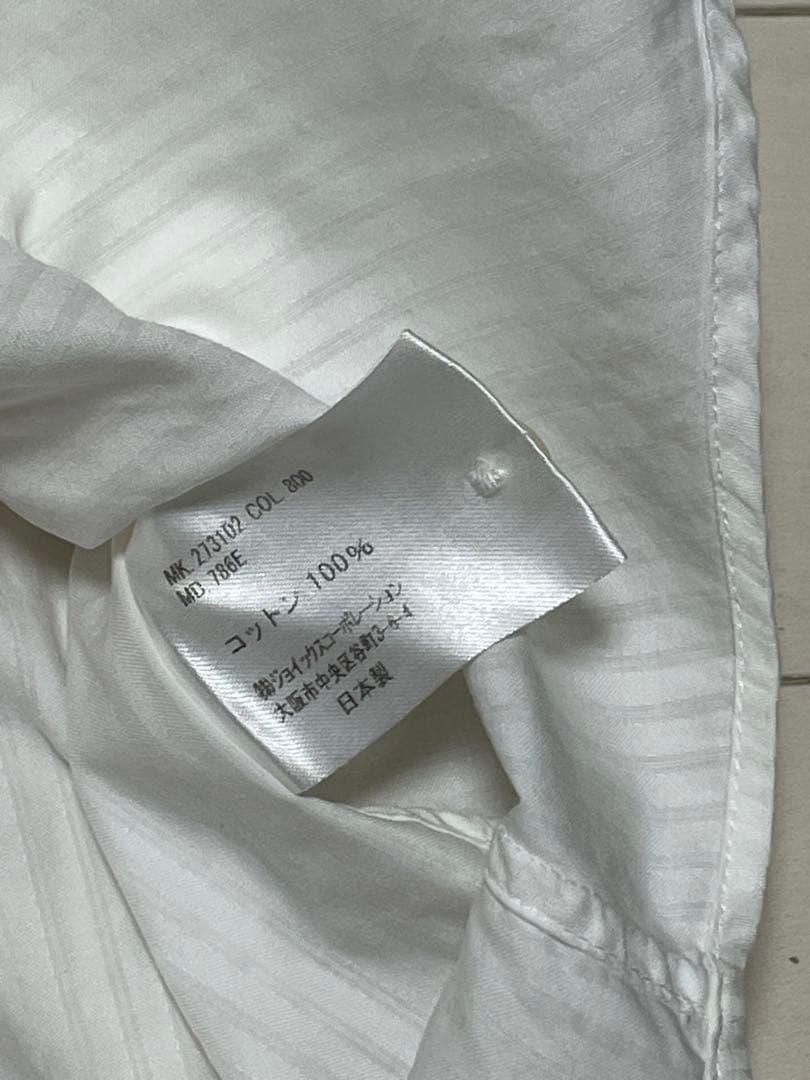 MK. 273102 COL 800
MD. 786E
コットン 100%
㈱ジョイックスコーポレーション
大阪市中央区谷町3-6-4
日本製